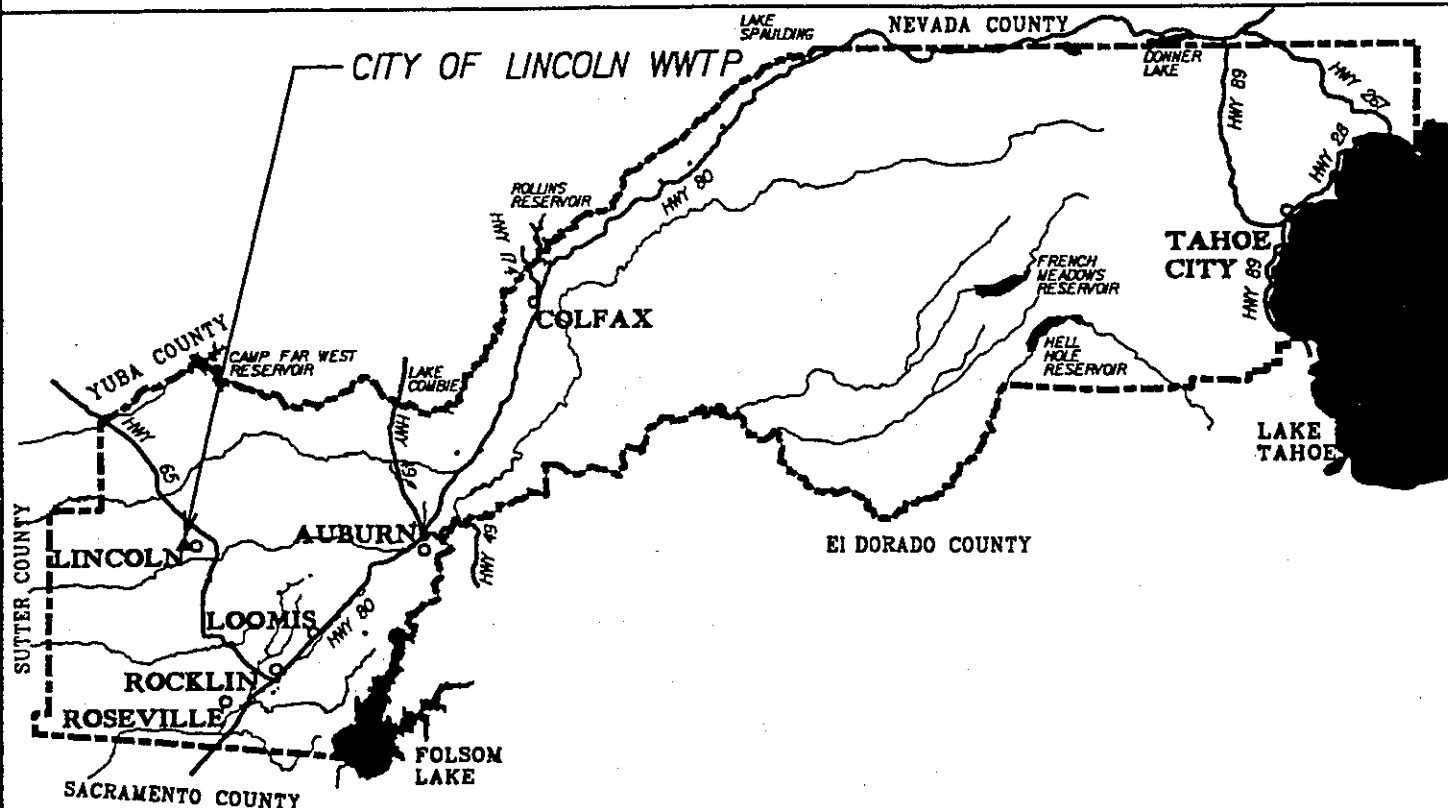 LAKE
SPAULDING
NEVADA COUNTY
CITY OF LINCOLN WWTP
DONNER
LAKE
HWY 89
HWY 267
HWY 28
ROLLINS
RESERVOIR
HWY 174
HWY 80
TAHOE
CITY
HWY 89
FRENCH
MEADOWS
RESERVOIR
COLFAX
HELL
HOLE
RESERVOIR
YUBA COUNTY
CAMP FAR WEST
RESERVOIR
LAKE
COMBIE
HWY 49
HWY 65
LAKE
TAHOE
AUBURN
HWY 49
El DORADO COUNTY
LINCOLN
SUTTER COUNTY
LOOMIS
HWY 80
ROCKLIN
ROSEVILLE
FOLSOM
LAKE
SACRAMENTO COUNTY